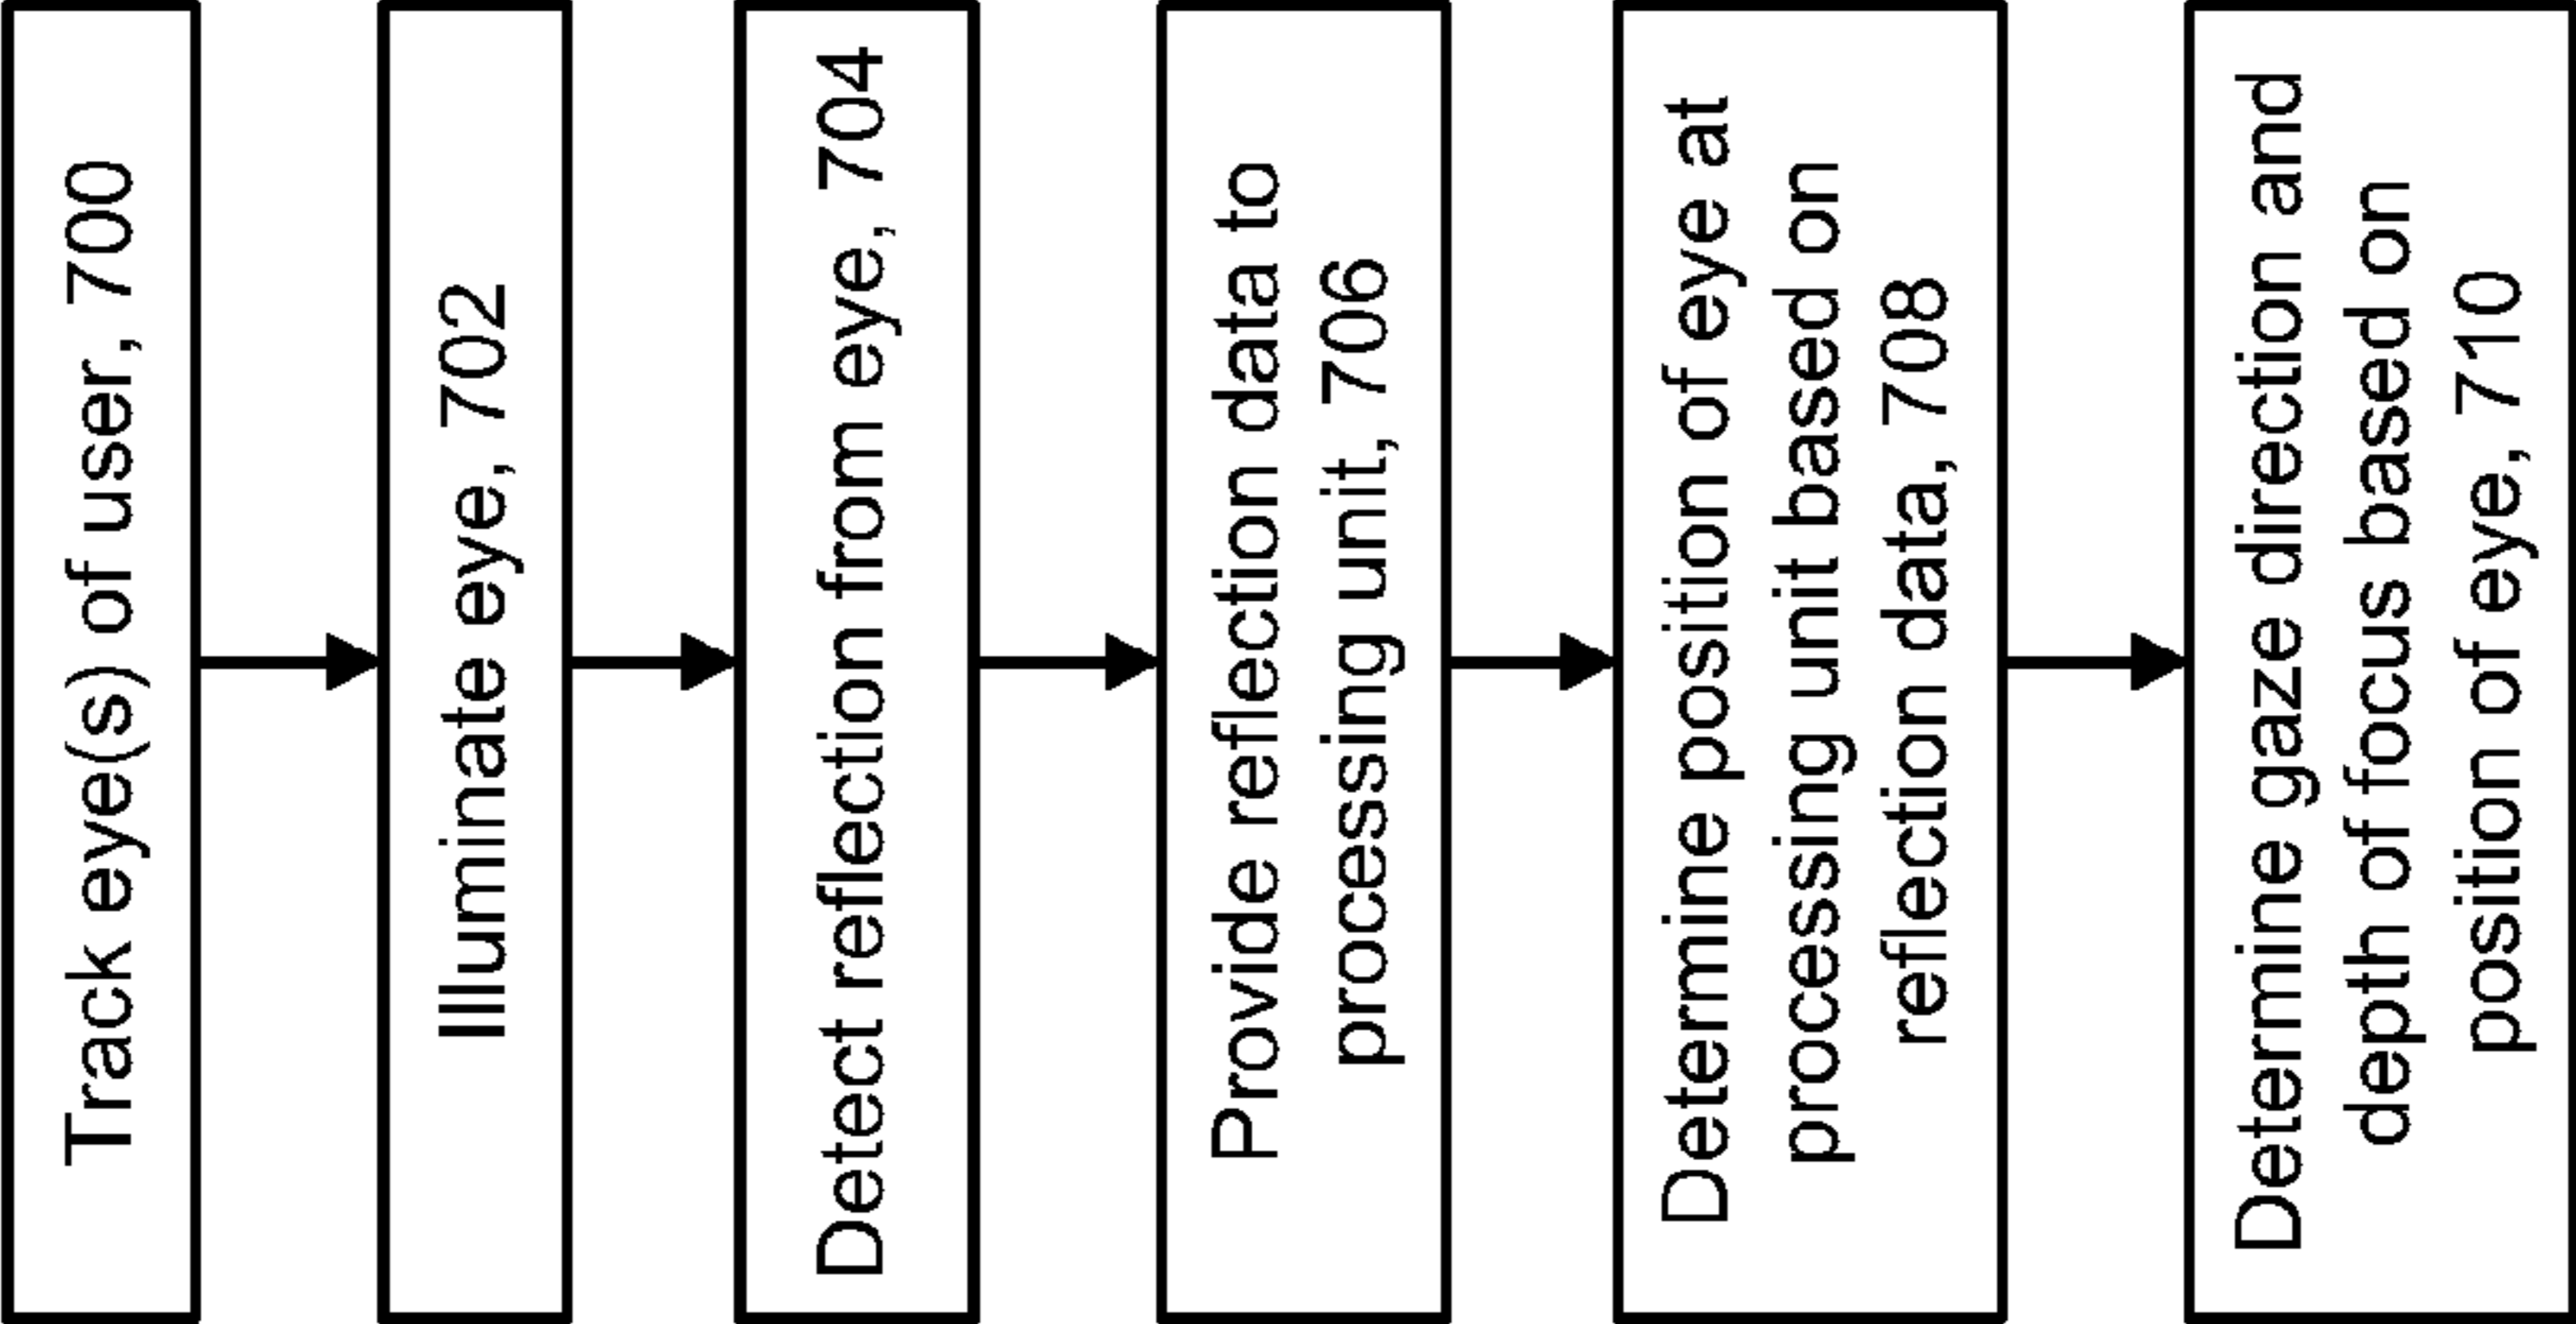 Track eye(s) of user, 700
Illuminate eye, 702
Detect reflection from eye, 704
Provide reflection data to
processing unit, 706
Determine position of eye at
processing unit based on
reflection data, 708
Determine gaze direction and
depth of focus based on
position of eye, 710